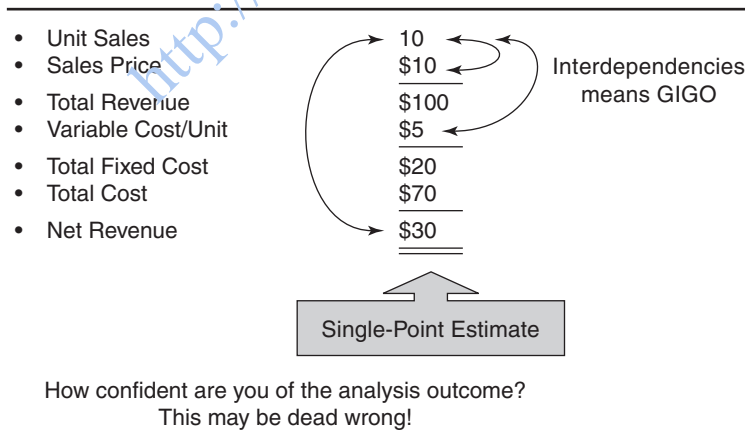 http://
• Unit Sales 10
• Sales Price $10
• Total Revenue $100
• Variable Cost/Unit $5
• Total Fixed Cost $20
• Total Cost $70
• Net Revenue $30
Interdependencies
means GIGO
Single-Point Estimate
How confident are you of the analysis outcome?
This may be dead wrong!